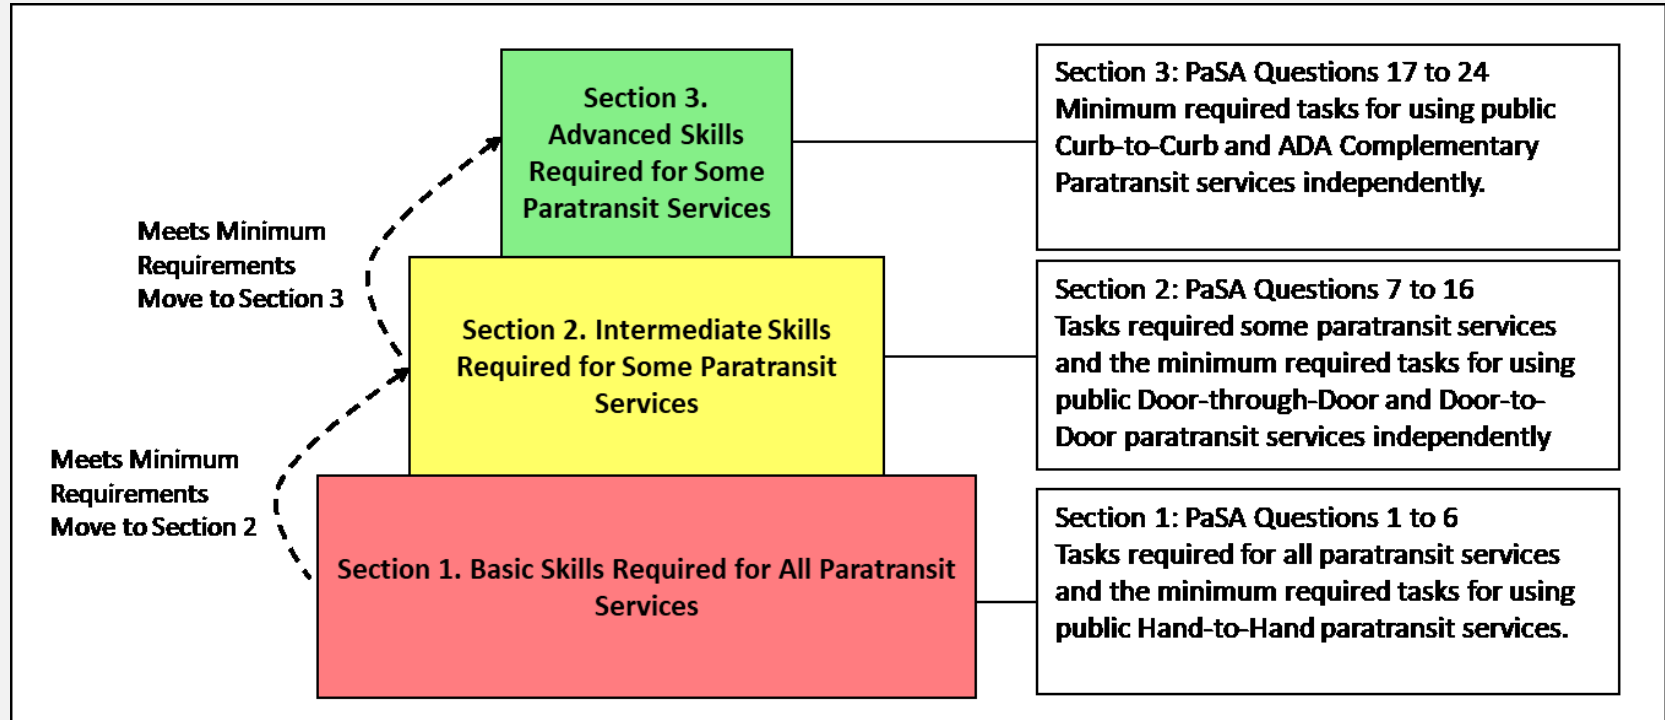 Section 3.
Advanced Skills
Required for Some
Paratransit Services
Section 3: PaSA Questions 17 to 24
Minimum required tasks for using public
Curb-to-Curb and ADA Complementary
Paratransit services independently.
Meets Minimum
Requirements
Move to Section 3
Section 2. Intermediate Skills
Required for Some Paratransit
Services
Section 2: PaSA Questions 7 to 16
Tasks required some paratransit services
and the minimum required tasks for using
public Door-through-Door and Door-to-
Door paratransit services independently
Meets Minimum
Requirements
Move to Section 2
Section 1. Basic Skills Required for All Paratransit
Services
Section 1: PaSA Questions 1 to 6
Tasks required for all paratransit services
and the minimum required tasks for using
public Hand-to-Hand paratransit services.